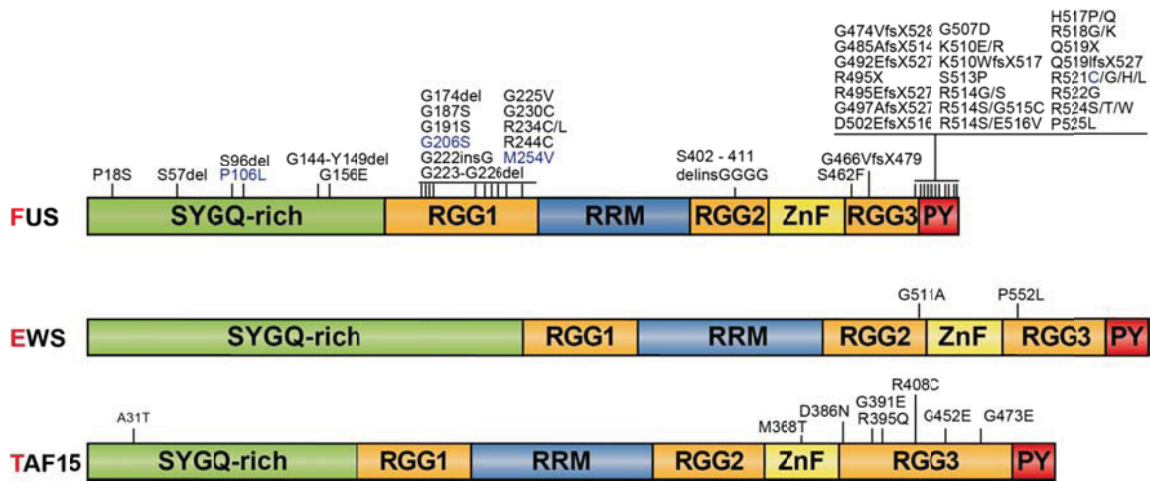 G474VfsX528 G507D H517P/Q
G485AfsX514 K510E/R R518G/K
G492EfsX527 K510WfsX517 Q519X
R495X S513P Q519IfsX527
R495EfsX527 R514G/S R521C/G/H/L
G497AfsX527 R514S/G515C R522G
D502EfsX516 R514S/E516V R524S/T/W
P525L
G174del G225V
G187S G230C
G191S R234C/L
G206S R244C
G222insG M254V
G223-G226del
P18S S57del S96del G144-Y149del
P106L G156E
S402 - 411 G466VfsX479
delinsGGGG S462F
FUS SYGQ-rich RGG1 RRM RGG2 ZnF RGG3 PY
G511A P552L
EWS SYGQ-rich RGG1 RRM RGG2 ZnF RGG3 PY
A31T M368T D386N G391E R408C
R395Q G452E G473E
TAF15 SYGQ-rich RGG1 RRM RGG2 ZnF RGG3 PY